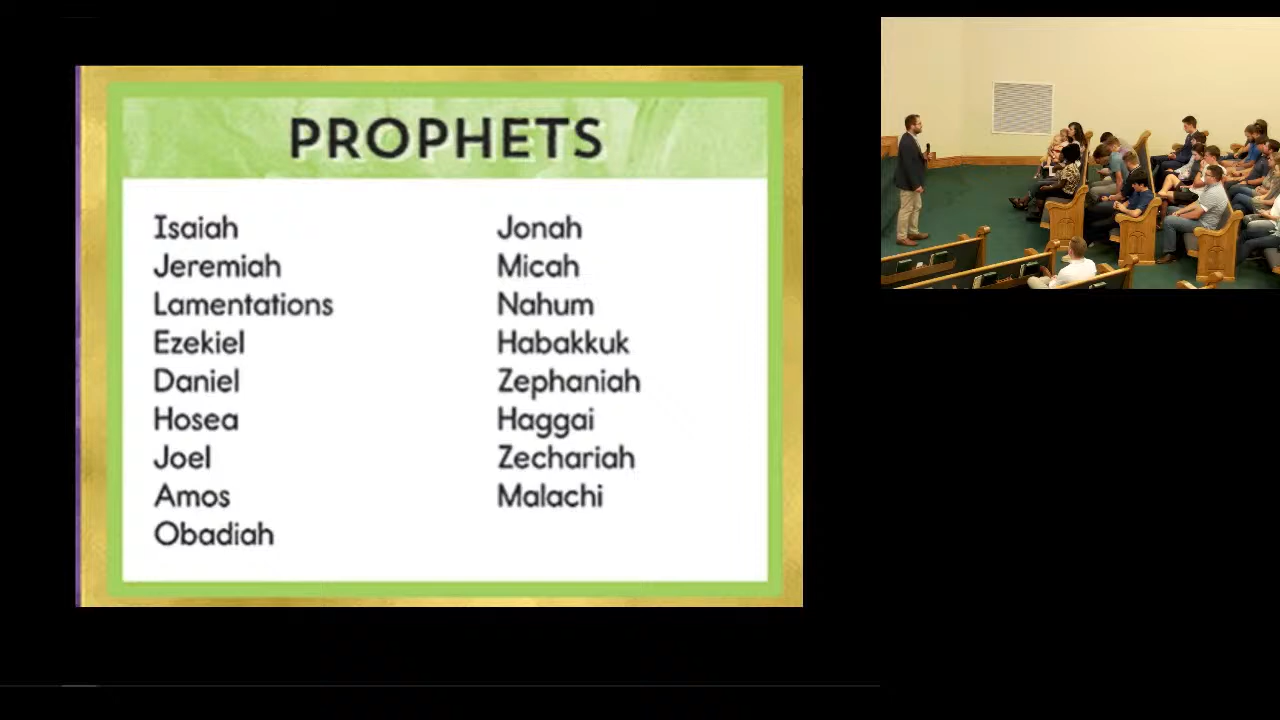 PROPHETS
Isaiah
Jeremiah
Lamentations
Ezekiel
Daniel
Hosea
Joel
Amos
Obadiah
Jonah
Micah
Nahum
Habakkuk
Zephaniah
Haggai
Zechariah
Malachi